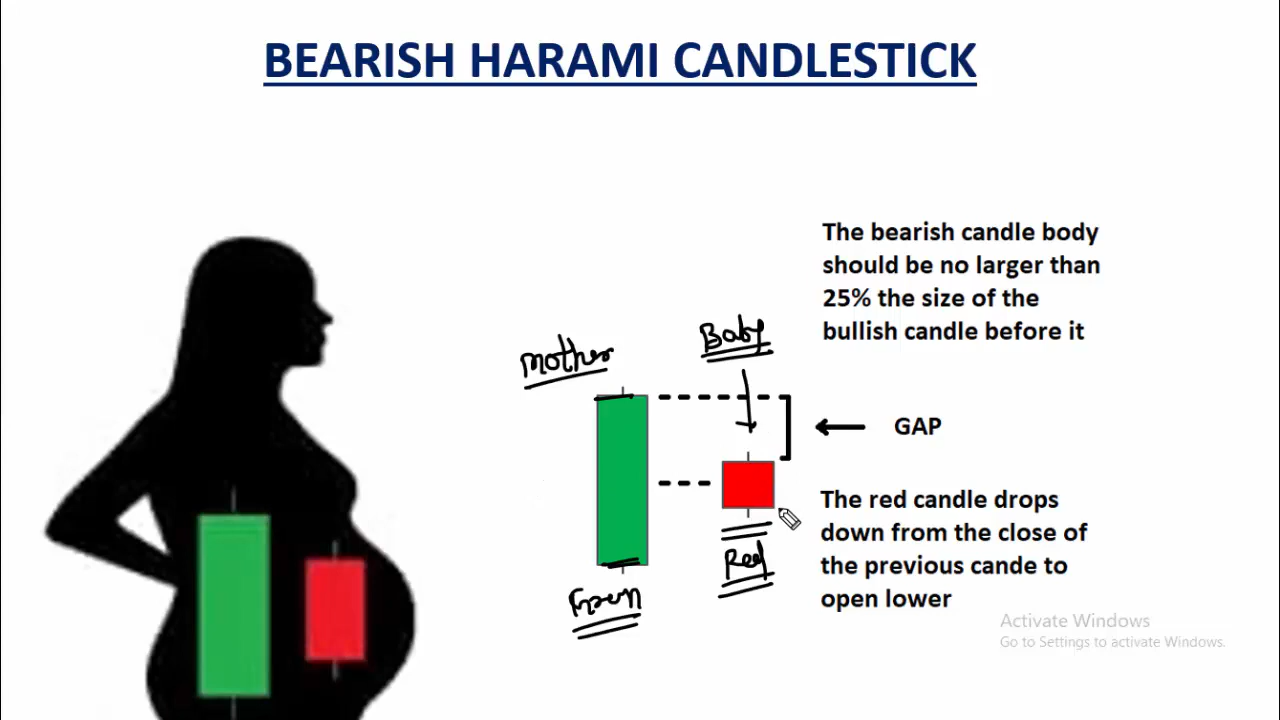 BEARISH HARAMI CANDLESTICK
The bearish candle body
should be no larger than
25% the size of the
bullish candle before it
Baby
Mother
GAP
The red candle drops
down from the close of
the previous cande to
open lower
Red
Activate Windows
Go to Settings to activate Windows.